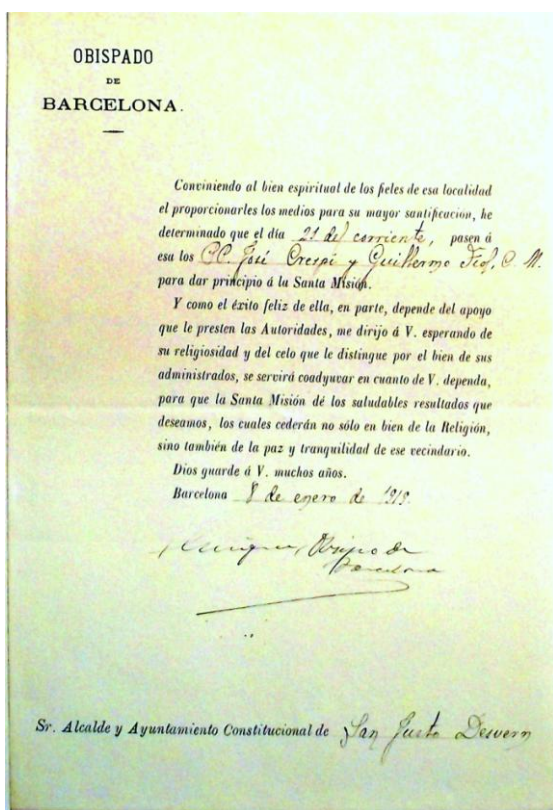 OBISPADO
DE
BARCELONA.
Conviniendo al bien espiritual de los fieles de esa localidad
el proporcionarles los medios para su mayor santificación, he
determinado que el día 21 del corriente, pasen á
esa los José Crespí y Guillermo C. M.
para dar principio á la Santa Misión.
Y como el éxito feliz de ella, en parte, depende del apoyo
que le presten las Autoridades, me dirijo á V. esperando de
su religiosidad y del celo que le distingue por el bien de sus
administrados, se servirá coadyuvar en cuanto de V. dependa,
para que la Santa Misión dé los saludables resultados que
deseamos, los cuales cederán no sólo en bien de la Religión,
sino también de la paz y tranquilidad de ese vecindario.
Dios guarde á V. muchos años.
Barcelona 8 de enero de
Obispo de
Barcelona
Sr. Alcalde y Ayuntamiento Constitucional de San Justo Desvern